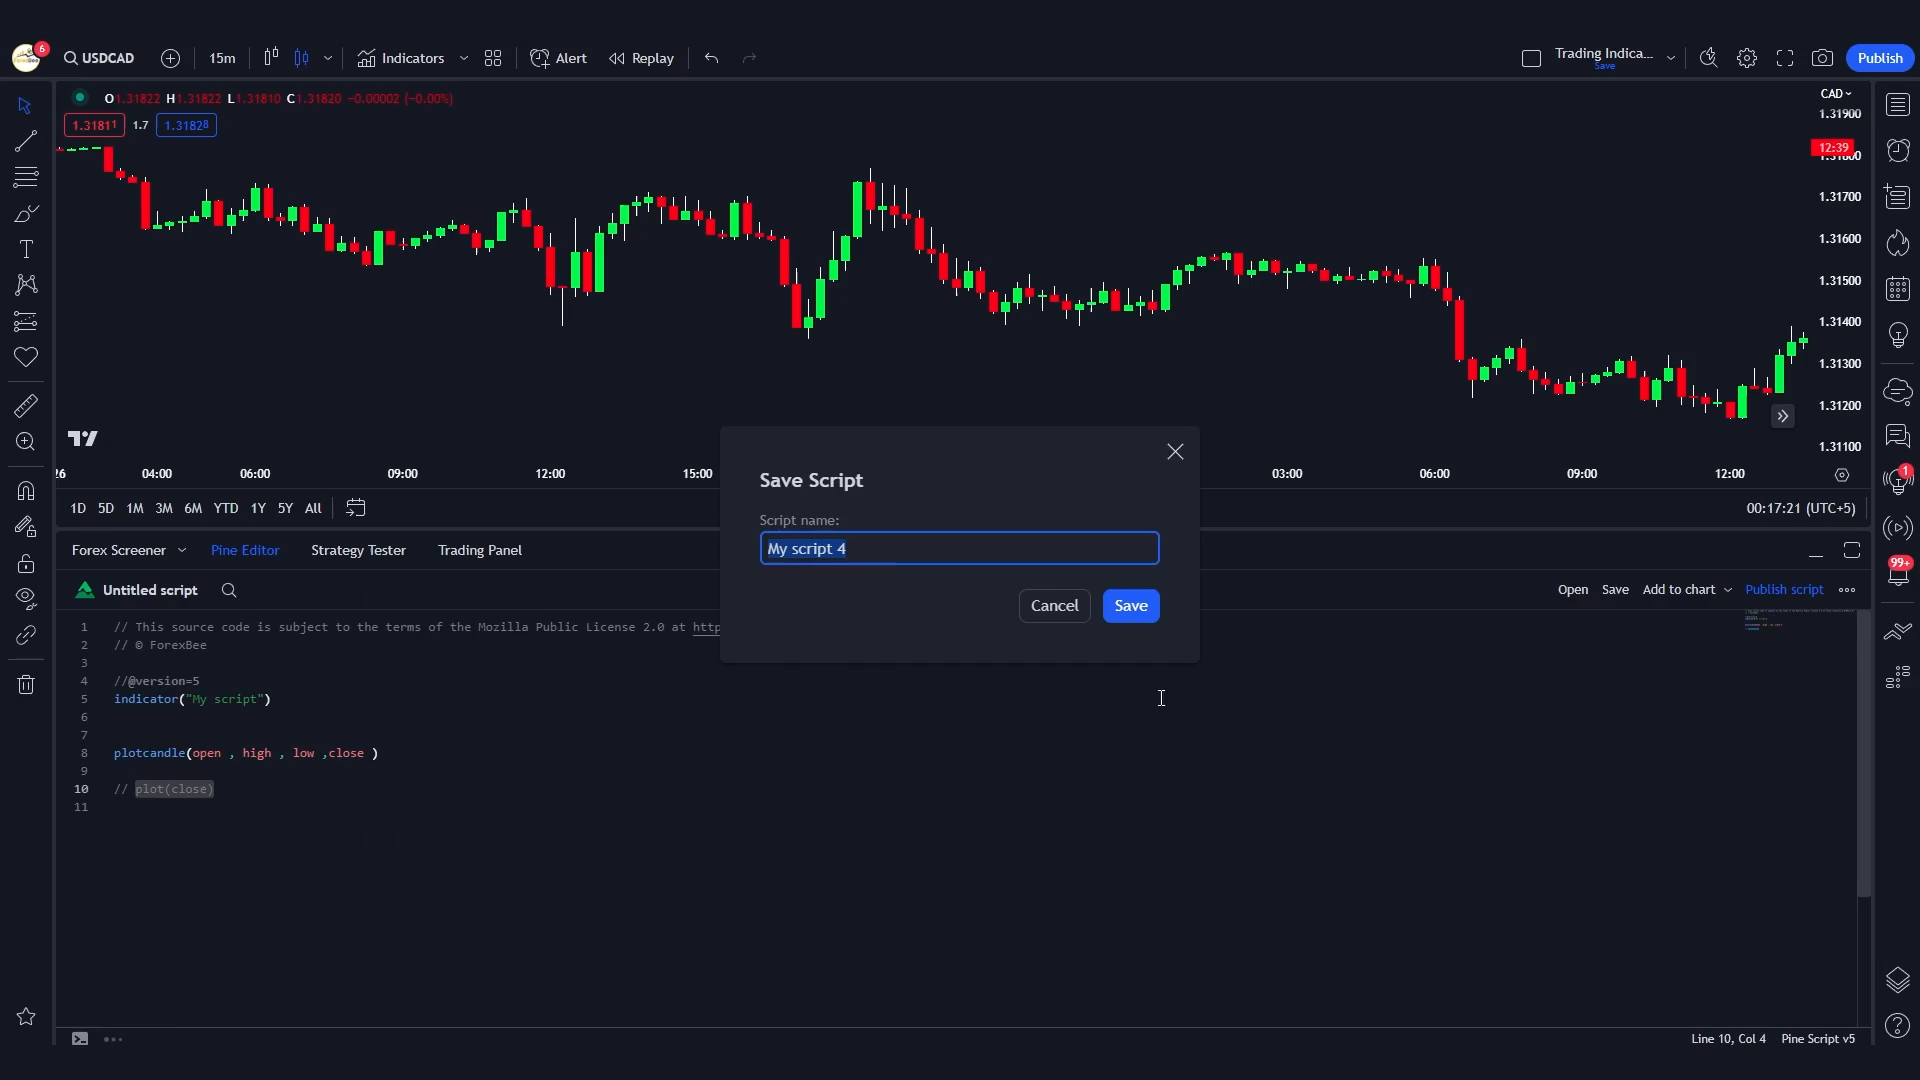 6
USDCAD
15m
Indicators
Alert
Replay
Trading Indica...
Save
Publish
O1.31822 H1.31822 L1.31810 C1.31820 −0.00002 (−0.00%)
1.31811 1.7 1.31828
CAD
1.31900
12:39
1.31800
1.31700
1.31600
1.31500
1.31400
1.31300
1.31200
1.31100
26 04:00 06:00 09:00 12:00 15:00 03:00 06:00 09:00 12:00
1D 5D 1M 3M 6M YTD 1Y 5Y All
00:17:21 (UTC+5)
1
99+
Save Script
Script name:
My script 4
Cancel
Save
Forex Screener Pine Editor Strategy Tester Trading Panel
Untitled script
Open Save Add to chart Publish script
1 // This source code is subject to the terms of the Mozilla Public License 2.0 at http
2 // © ForexBee
3
4 //@version=5
5 indicator("My script")
6
7
8 plotcandle(open , high , low ,close )
9
10 // plot(close)
11
Line 10, Col 4 Pine Script v5